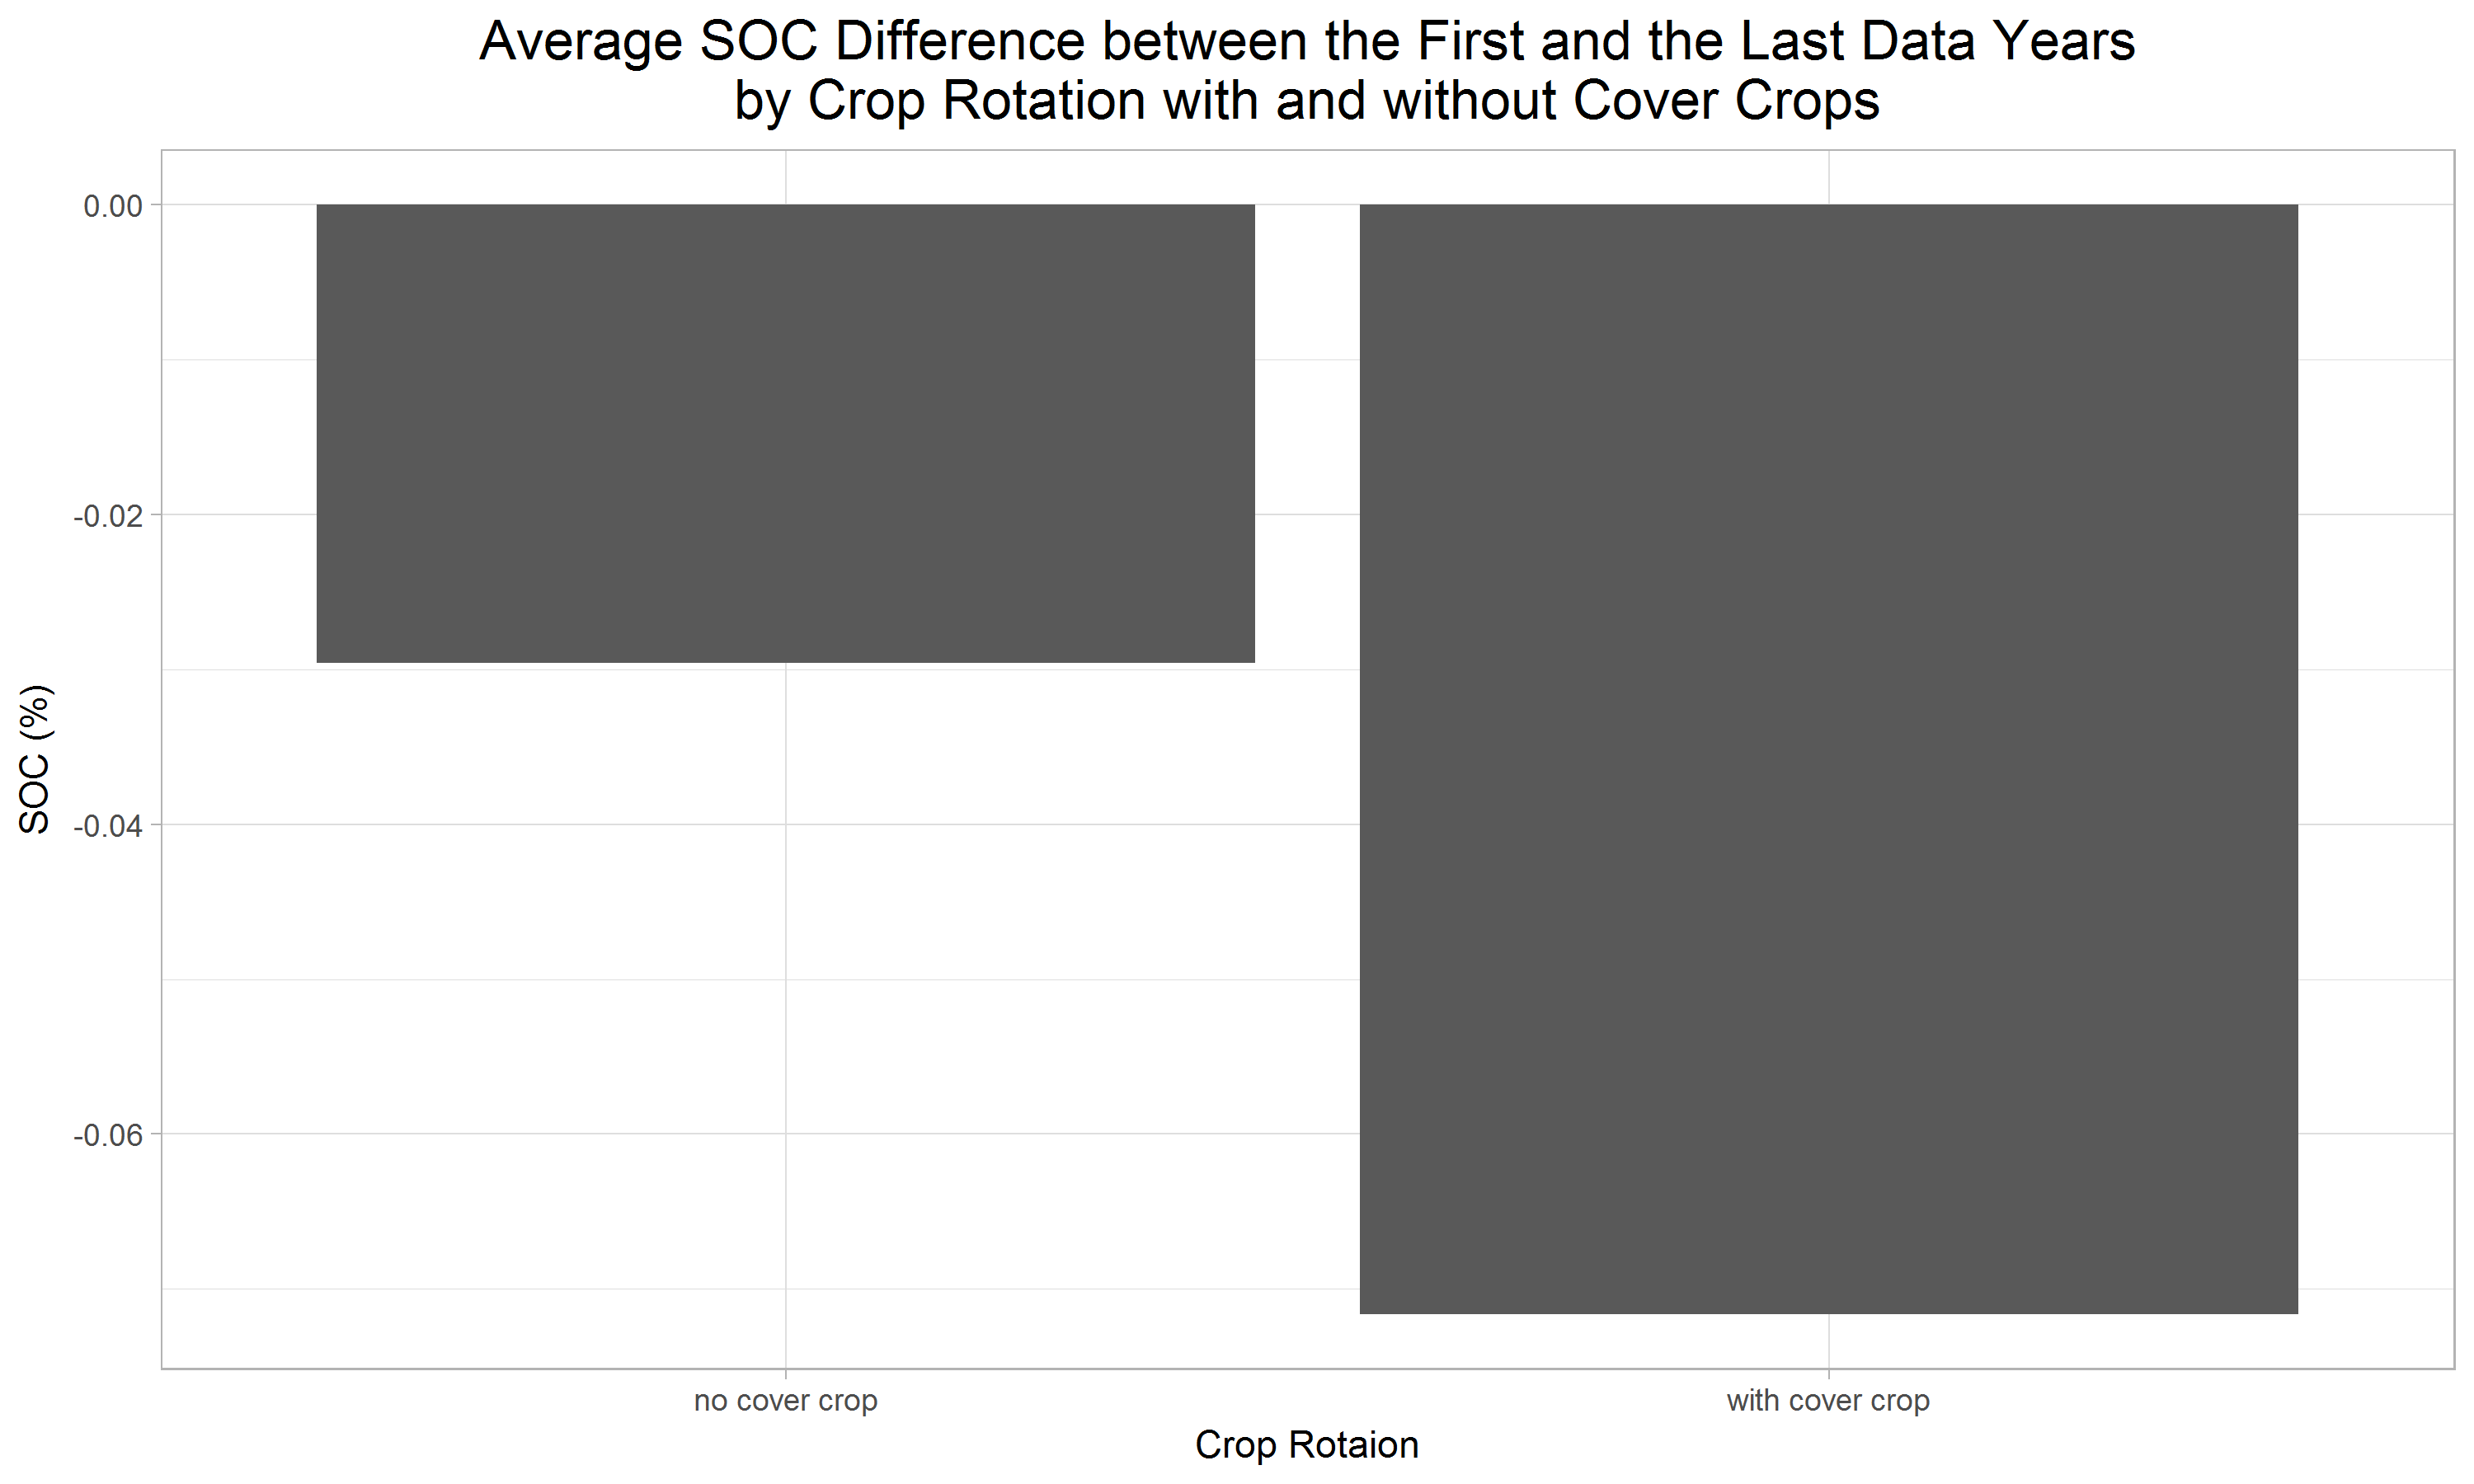 Average SOC Difference between the First and the Last Data Years
by Crop Rotation with and without Cover Crops
0.00
-0.02
-0.04
-0.06
SOC (%)
no cover crop
with cover crop
Crop Rotaion